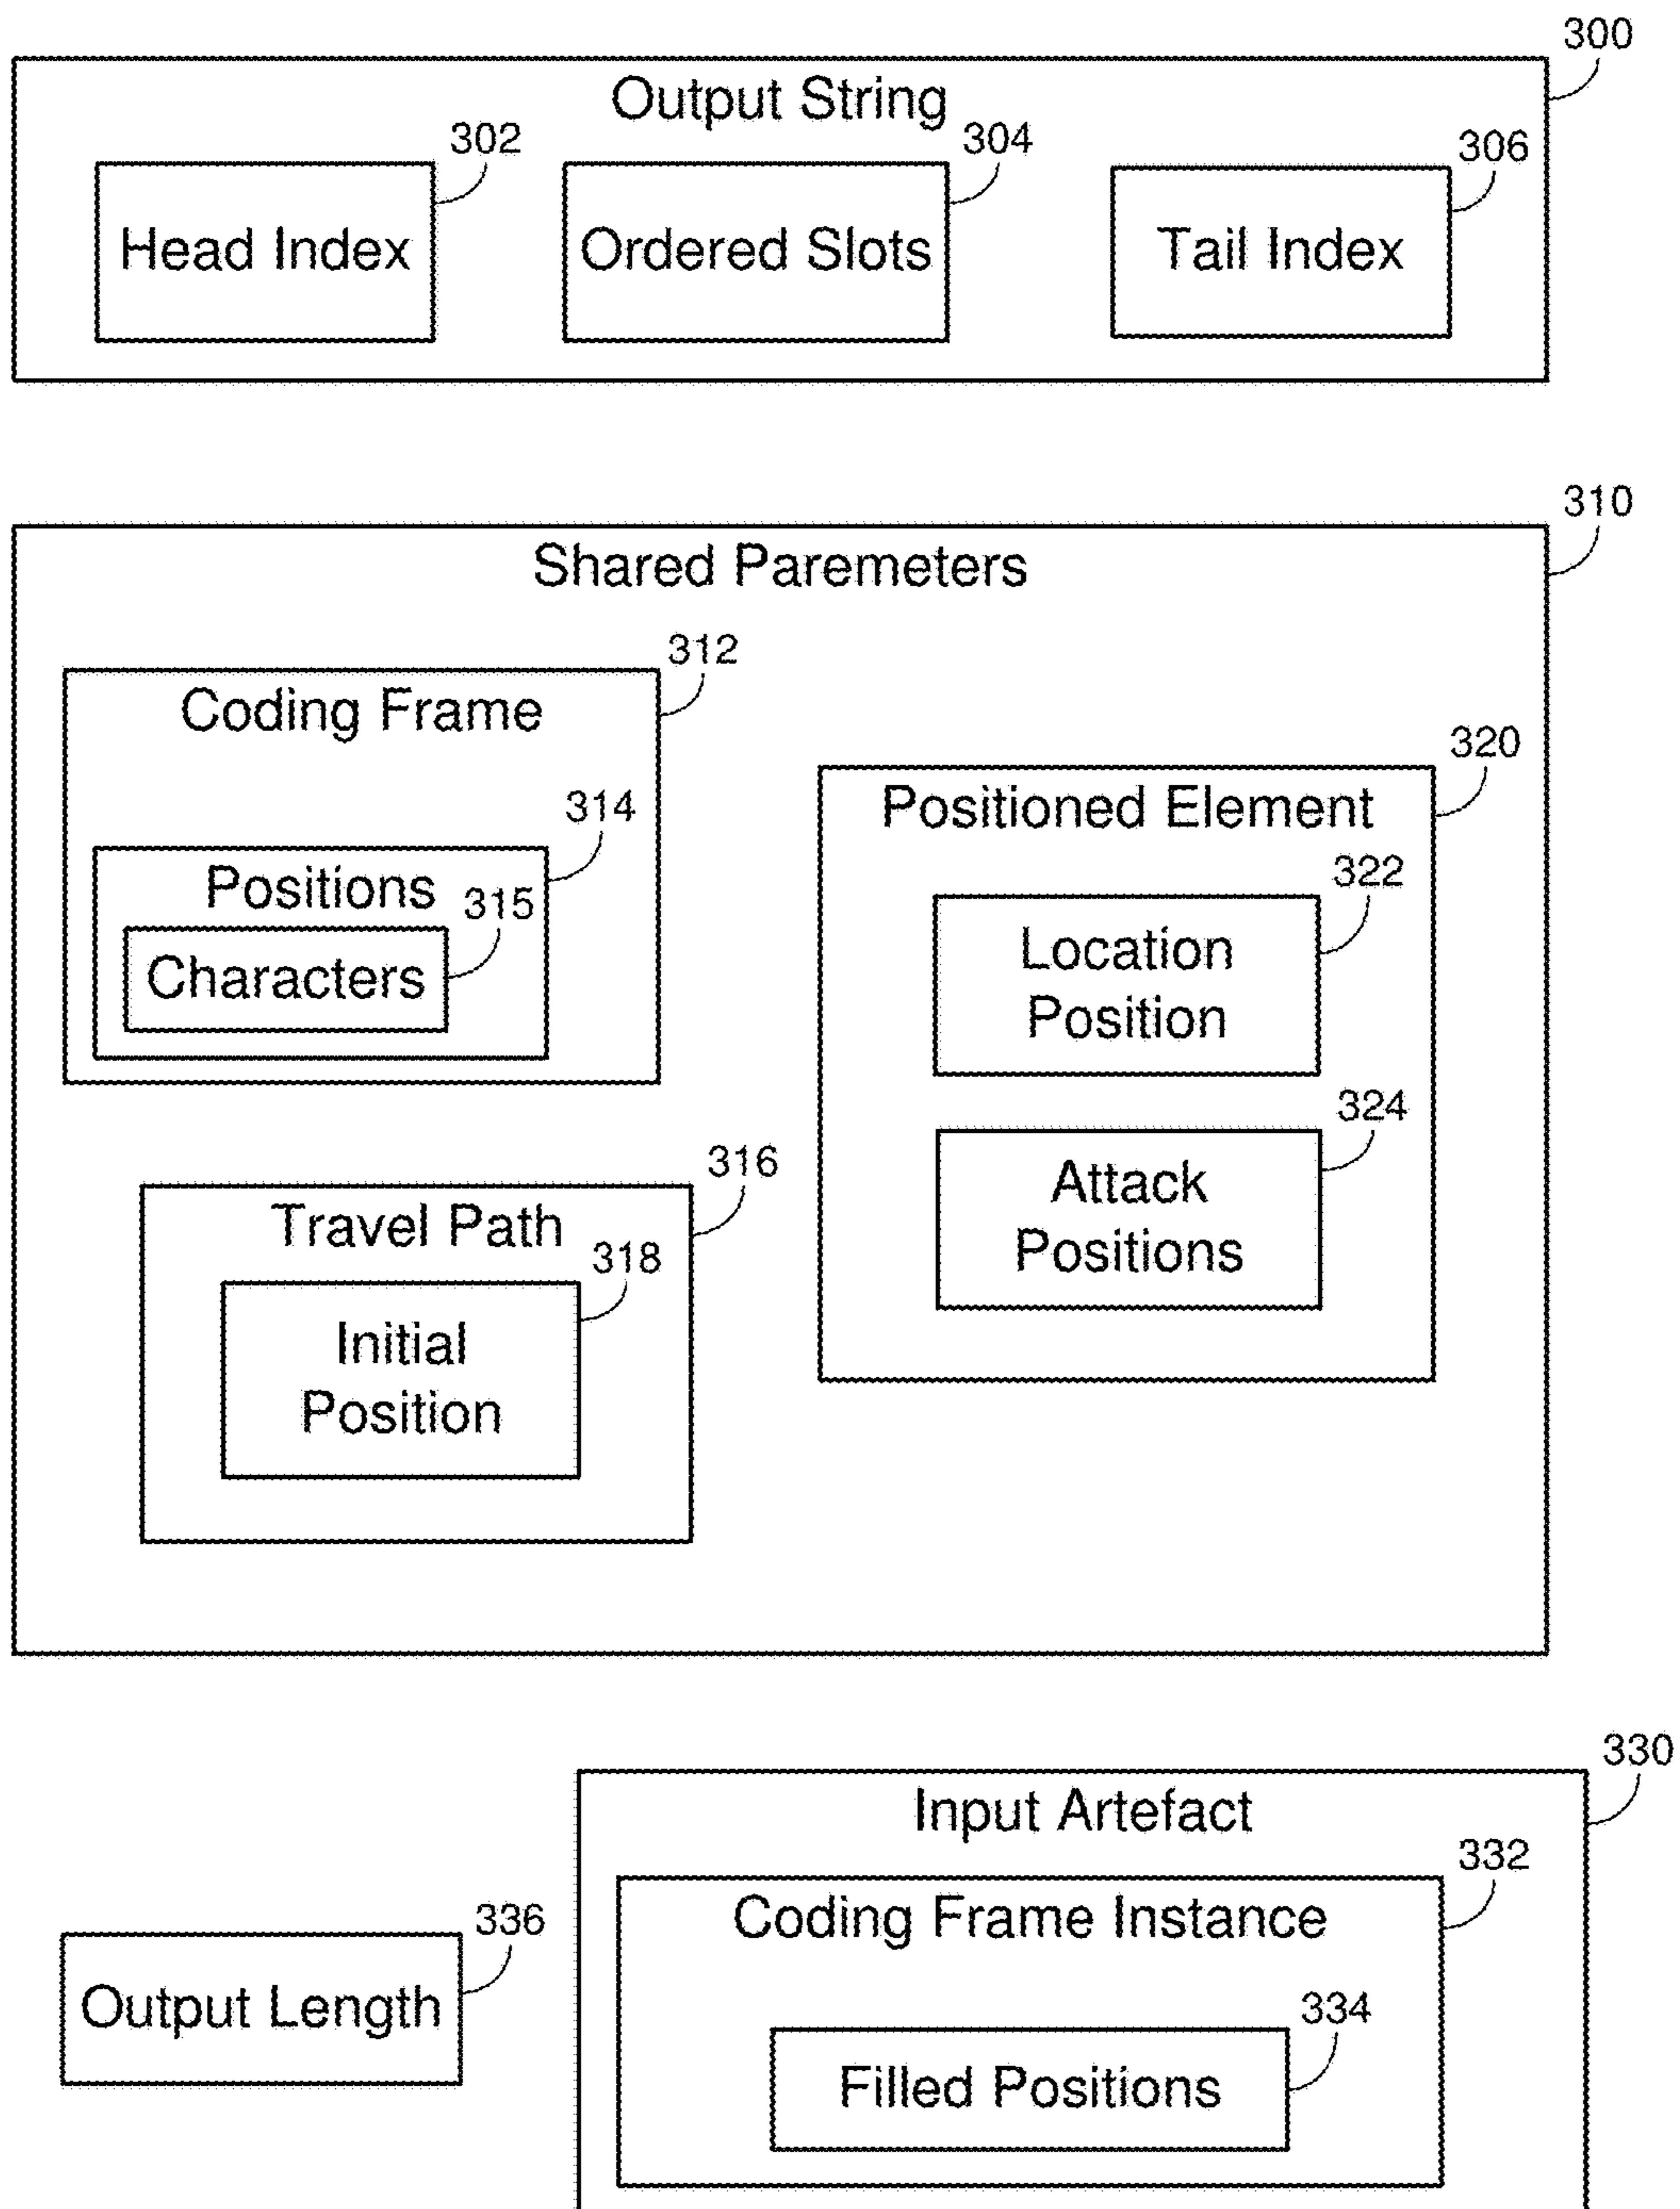 300
Output String
302
304
306
Head Index
Ordered Slots
Tail Index
310
Shared Paremeters
312
Coding Frame
320
Positioned Element
314
Positions
315
Characters
322
Location
Position
324
Attack
Positions
316
Travel Path
318
Initial
Position
330
Input Artefact
332
Coding Frame Instance
336
Output Length
334
Filled Positions